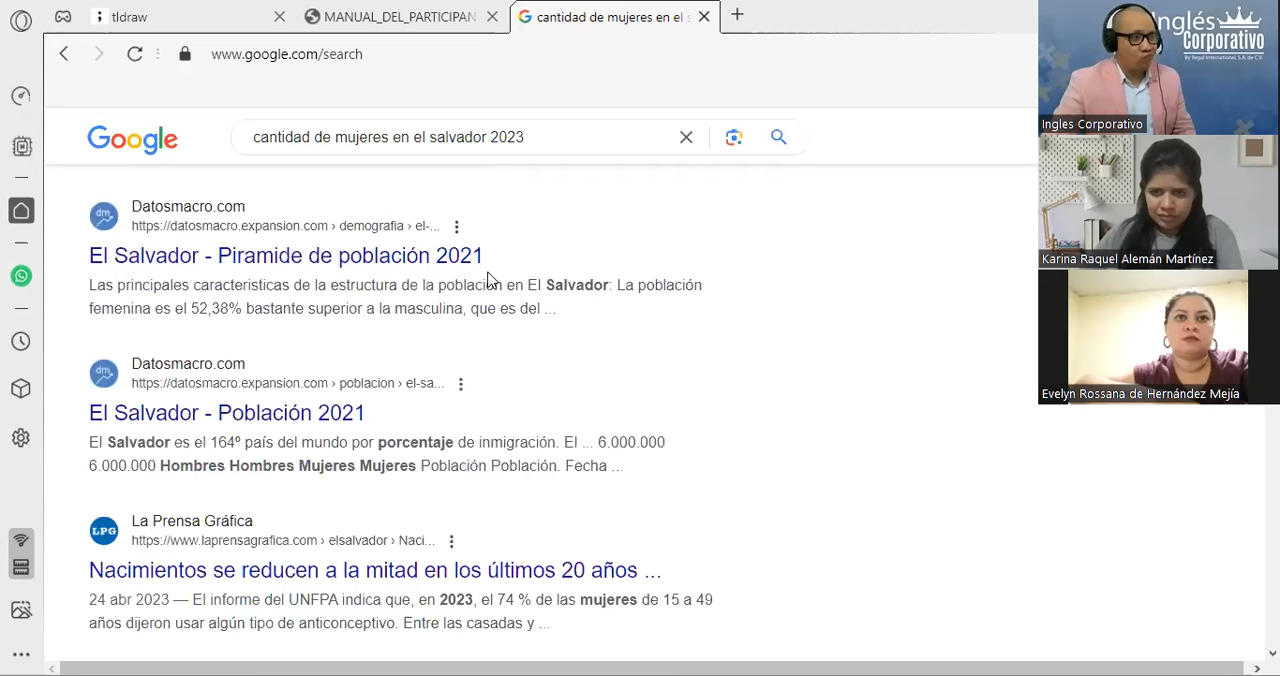 tldraw
MANUAL_DEL_PARTICIPAN
cantidad de mujeres en el s
www.google.com/search
Google
cantidad de mujeres en el salvador 2023
Datosmacro.com
https://datosmacro.expansion.com › demografia › el-...
El Salvador - Piramide de población 2021
Las principales caracteristicas de la estructura de la población en El Salvador: La población
femenina es el 52,38% bastante superior a la masculina, que es del ...
Datosmacro.com
https://datosmacro.expansion.com › poblacion › el-sa...
El Salvador - Población 2021
El Salvador es el 164º país del mundo por porcentaje de inmigración. El ... 6.000.000
6.000.000 Hombres Hombres Mujeres Mujeres Población Población. Fecha ...
LPG
La Prensa Gráfica
https://www.laprensagrafica.com › elsalvador › Naci...
Nacimientos se reducen a la mitad en los últimos 20 años ...
24 abr 2023 — El informe del UNFPA indica que, en 2023, el 74 % de las mujeres de 15 a 49
años dijeron usar algún tipo de anticonceptivo. Entre las casadas y ...
Inglés
Corporativo
By Regal International, S.A. de C.V.
Ingles Corporativo
Karina Raquel Alemán Martínez
Evelyn Rossana de Hernández Mejía